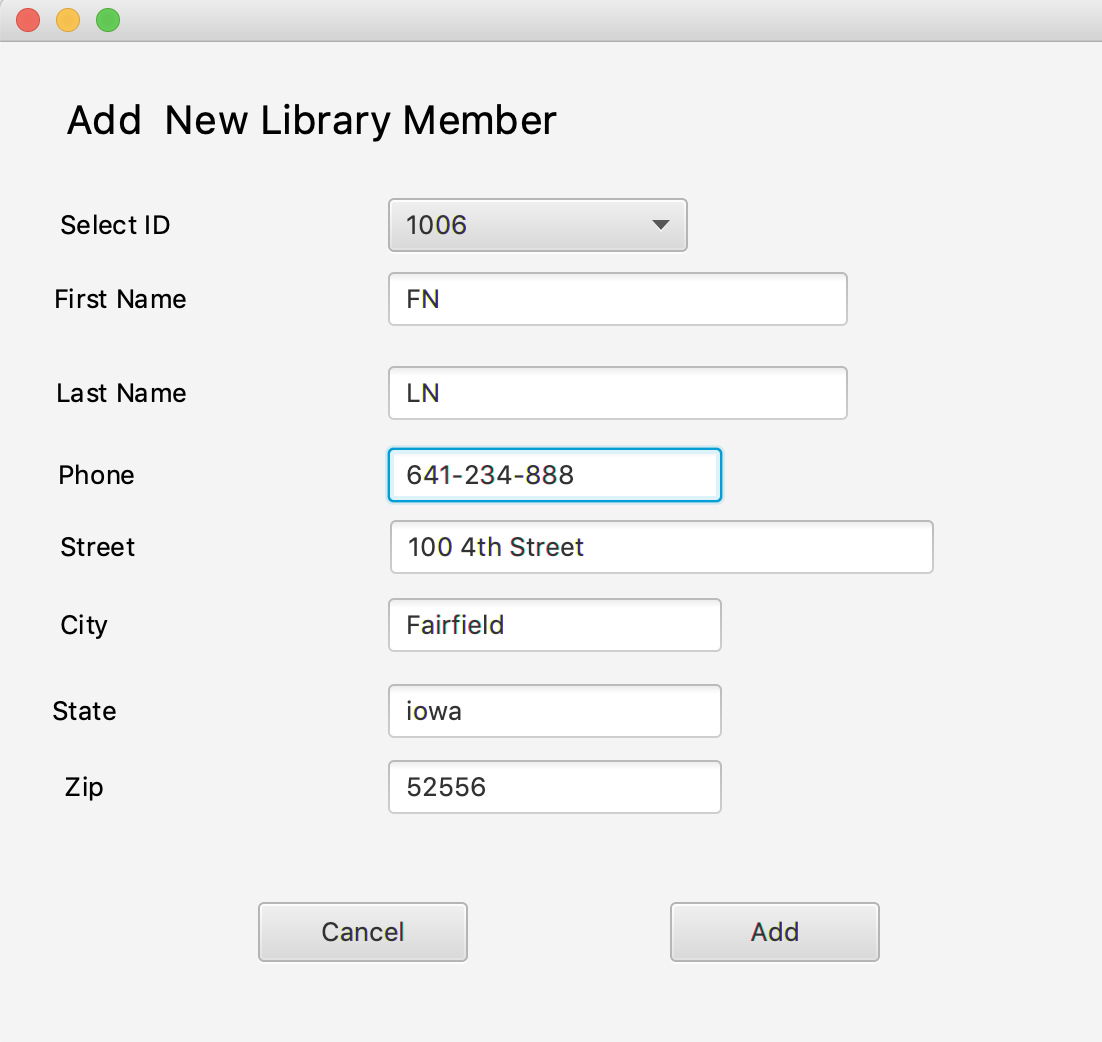 Add  New Library Member
Select ID 1006
First Name FN
Last Name LN
Phone 641-234-888
Street 100 4th Street
City Fairfield
State iowa
Zip 52556
Cancel Add